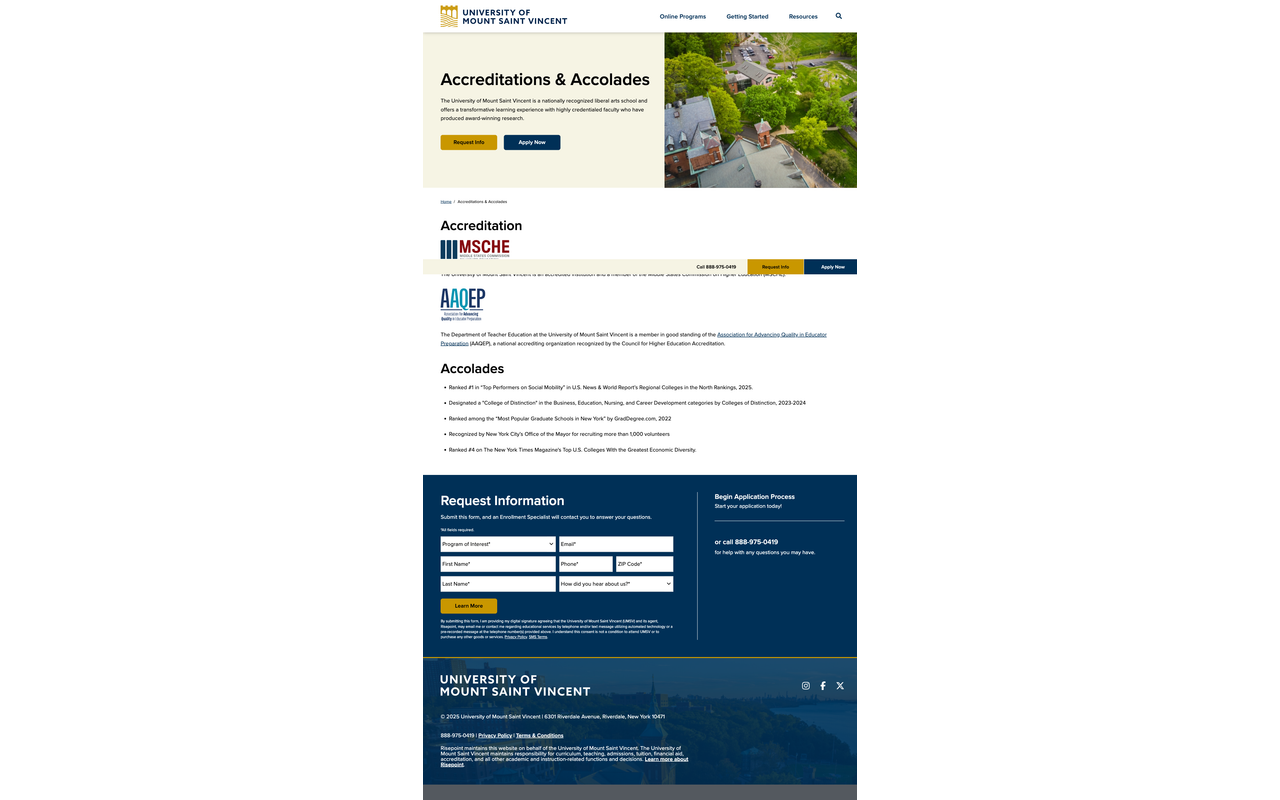 UNIVERSITY OF
MOUNT SAINT VINCENT
Online Programs
Getting Started
Resources
Accreditations & Accolades
The University of Mount Saint Vincent is a nationally recognized liberal arts school and
offers a transformative learning experience with highly credentialed faculty who have
produced award-winning research.
Request Info
Apply Now
Home / Accreditations & Accolades
Accreditation
MSCHE
MIDDLE STATES COMMISSION
Call 888-975-0419
Request Info
Apply Now
The University of Mount Saint Vincent is an accredited institution and a member of the Middle States Commission on Higher Education (MSCHE).
AAQEP
Association for Advancing
Quality in Educator Preparation
The Department of Teacher Education at the University of Mount Saint Vincent is a member in good standing of the Association for Advancing Quality in Educator
Preparation (AAQEP), a national accrediting organization recognized by the Council for Higher Education Accreditation.
Accolades
• Ranked #1 in "Top Performers on Social Mobility" in U.S. News & World Report's Regional Colleges in the North Rankings, 2025.
• Designated a "College of Distinction" in the Business, Education, Nursing, and Career Development categories by Colleges of Distinction, 2023-2024
• Ranked among the "Most Popular Graduate Schools in New York" by GradDegree.com, 2022
• Recognized by New York City's Office of the Mayor for recruiting more than 1,000 volunteers
• Ranked #4 on The New York Times Magazine's Top U.S. Colleges With the Greatest Economic Diversity.
Request Information
Submit this form, and an Enrollment Specialist will contact you to answer your questions.
*All fields required.
Program of Interest*
Email*
First Name*
Phone*
ZIP Code*
Last Name*
How did you hear about us?*
Learn More
By submitting this form, I am providing my digital signature agreeing that the University of Mount Saint Vincent (UMSV) and its agent,
Risepoint, may email me or contact me regarding educational services by telephone and/or text message utilizing automated technology or a
pre-recorded message at the telephone number(s) provided above. I understand this consent is not a condition to attend UMSV or to
purchase any other goods or services. Privacy Policy. SMS Terms.
Begin Application Process
Start your application today!
or call 888-975-0419
for help with any questions you may have.
UNIVERSITY OF
MOUNT SAINT VINCENT
© 2025 University of Mount Saint Vincent | 6301 Riverdale Avenue, Riverdale, New York 10471
888-975-0419 | Privacy Policy | Terms & Conditions
Risepoint maintains this website on behalf of the University of Mount Saint Vincent. The University of
Mount Saint Vincent maintains responsibility for curriculum, teaching, admissions, tuition, financial aid,
accreditation, and all other academic and instruction-related functions and decisions. Learn more about
Risepoint.